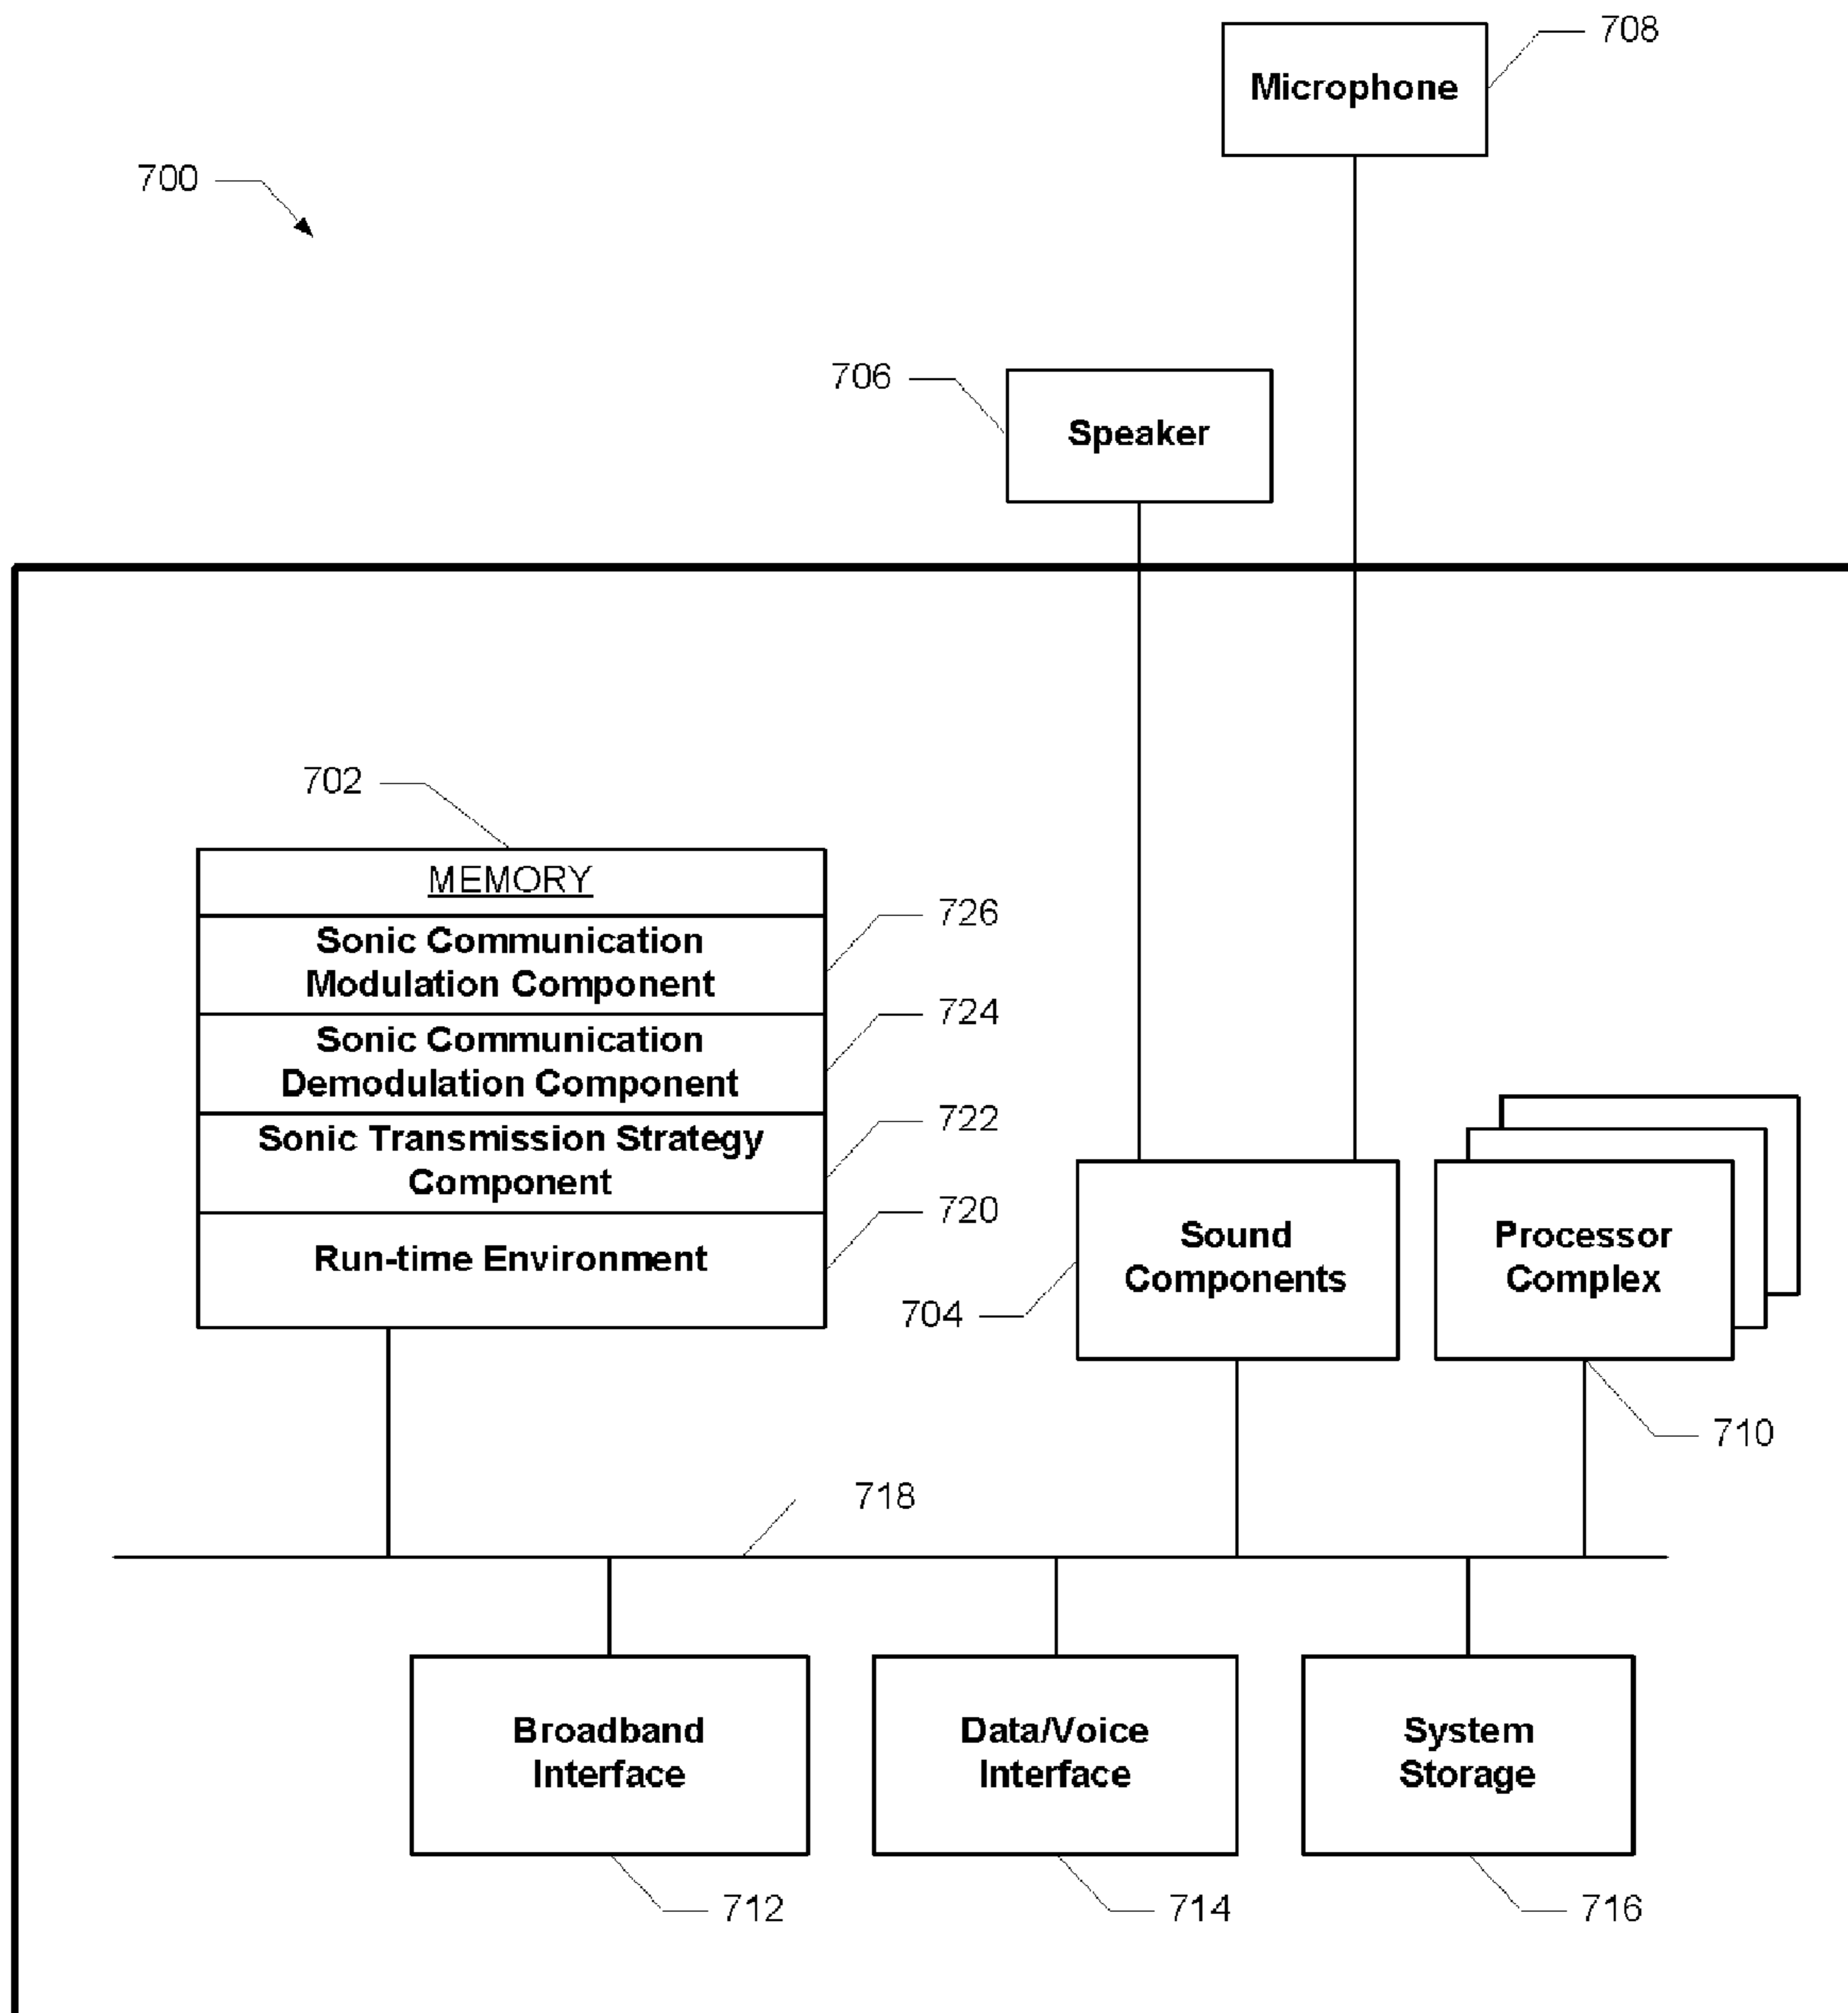 708
Microphone
700
706
Speaker
702
MEMORY
726
Sonic Communication
Modulation Component
724
Sonic Communication
Demodulation Component
722
Sonic Transmission Strategy
Component
720
Run-time Environment
Sound
Components
704
Processor
Complex
710
718
Broadband
Interface
Data/Voice
Interface
System
Storage
712
714
716